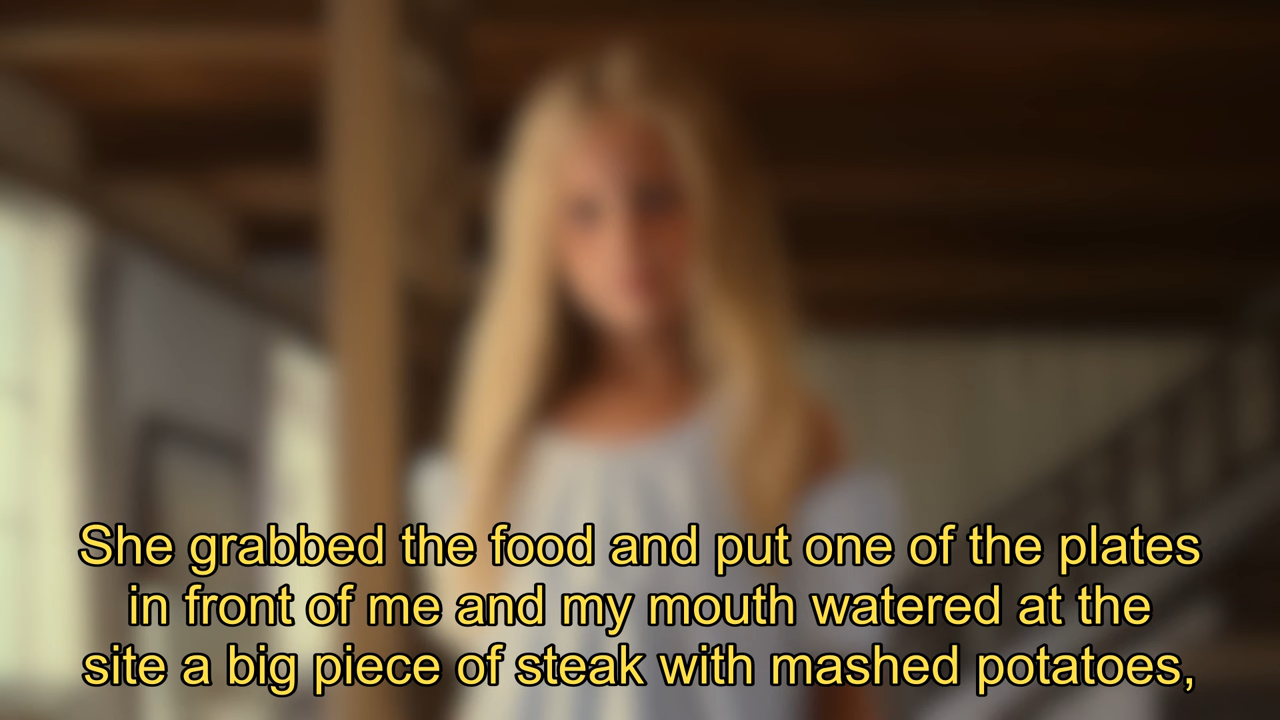 She grabbed the food and put one of the plates
in front of me and my mouth watered at the
site a big piece of steak with mashed potatoes,